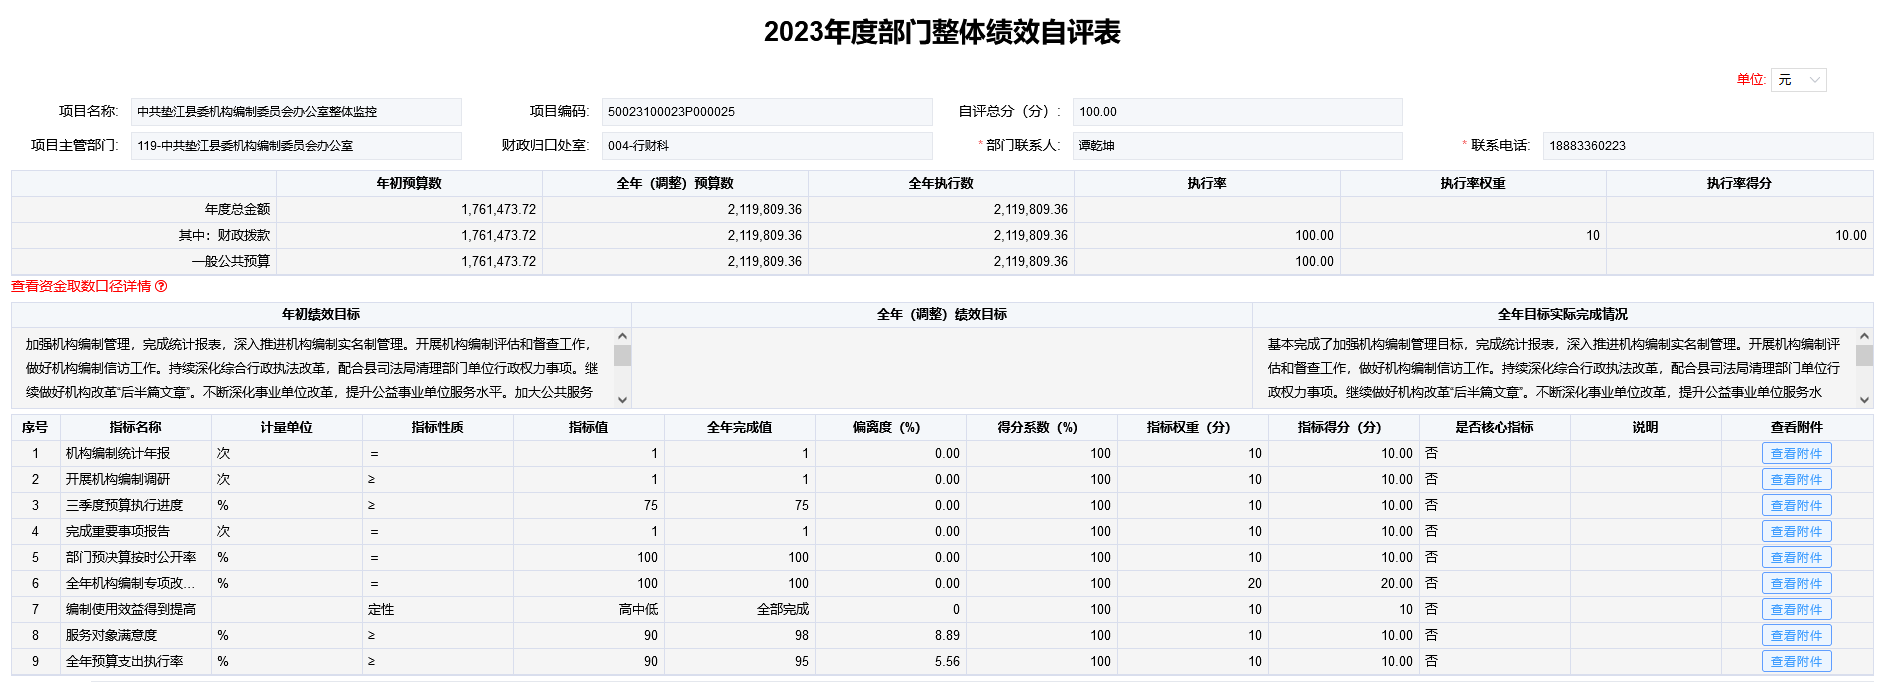 2023年度部门整体绩效自评表
单位: 元
项目名称: 中共垫江县委机构编制委员会办公室整体监控 项目编码: 50023100023P000025 自评总分（分）: 100.00
项目主管部门: 119-中共垫江县委机构编制委员会办公室 财政归口处室: 004-行财科 * 部门联系人: 谭乾坤 * 联系电话: 18883360223
年初预算数 全年（调整）预算数 全年执行数 执行率 执行率权重 执行率得分
年度总金额 1,761,473.72 2,119,809.36 2,119,809.36
其中：财政拨款 1,761,473.72 2,119,809.36 2,119,809.36 100.00 10 10.00
一般公共预算 1,761,473.72 2,119,809.36 2,119,809.36 100.00
查看资金取数口径详情 ?
年初绩效目标 全年（调整）绩效目标 全年目标实际完成情况
加强机构编制管理，完成统计报表，深入推进机构编制实名制管理。开展机构编制评估和督查工作，
做好机构编制信访工作。持续深化综合行政执法改革，配合县司法局清理部门单位行政权力事项。继
续做好机构改革“后半篇文章”。不断深化事业单位改革，提升公益事业单位服务水平。加大公共服务
基本完成了加强机构编制管理目标，完成统计报表，深入推进机构编制实名制管理。开展机构编制评
估和督查工作，做好机构编制信访工作。持续深化综合行政执法改革，配合县司法局清理部门单位行
政权力事项。继续做好机构改革“后半篇文章”。不断深化事业单位改革，提升公益事业单位服务水
序号 指标名称 计量单位 指标性质 指标值 全年完成值 偏离度（%） 得分系数（%） 指标权重（分） 指标得分（分） 是否核心指标 说明 查看附件
1 机构编制统计年报 次 ＝ 1 1 0.00 100 10 10.00 否 查看附件
2 开展机构编制调研 次 ≥ 1 1 0.00 100 10 10.00 否 查看附件
3 三季度预算执行进度 % ≥ 75 75 0.00 100 10 10.00 否 查看附件
4 完成重要事项报告 次 ＝ 1 1 0.00 100 10 10.00 否 查看附件
5 部门预决算按时公开率 % ＝ 100 100 0.00 100 10 10.00 否 查看附件
6 全年机构编制专项改... % ＝ 100 100 0.00 100 20 20.00 否 查看附件
7 编制使用效益得到提高 定性 高中低 全部完成 0 100 10 10 否 查看附件
8 服务对象满意度 % ≥ 90 98 8.89 100 10 10.00 否 查看附件
9 全年预算支出执行率 % ≥ 90 95 5.56 100 10 10.00 否 查看附件